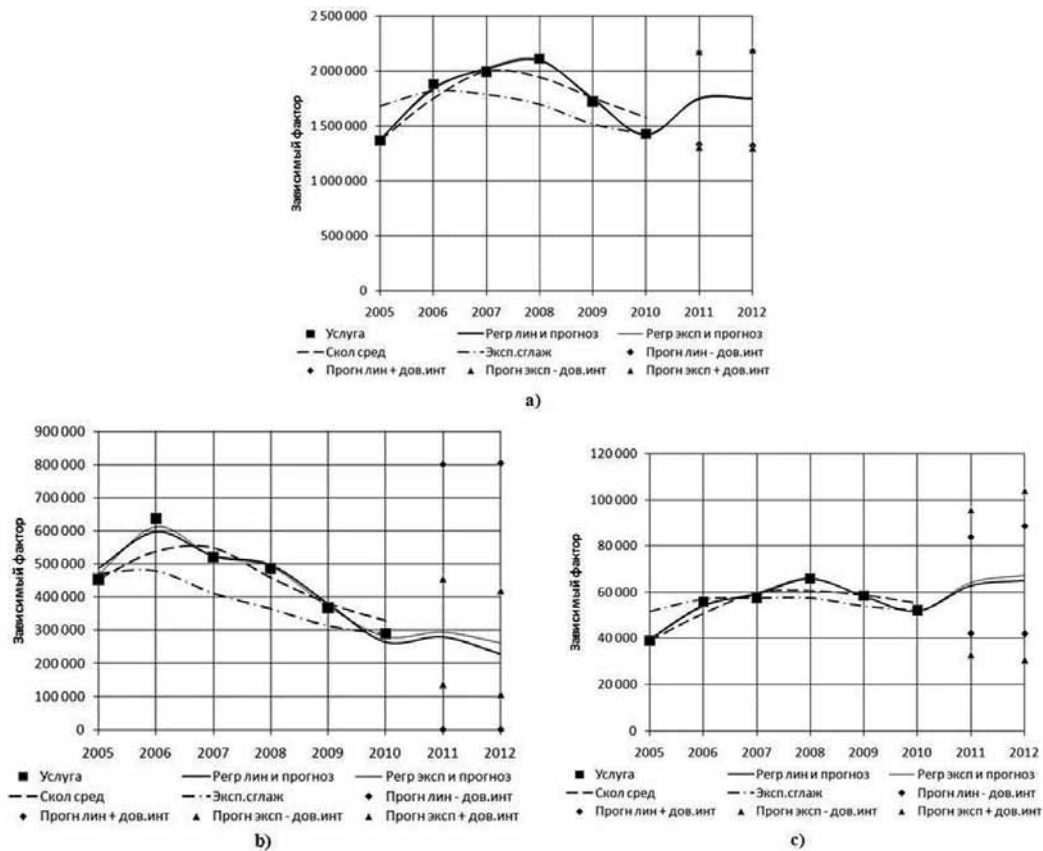 2 500 000
2 000 000
1 500 000
1 000 000
500 000
0
Зависимый фактор
2005 2006 2007 2008 2009 2010 2011 2012
Услуга Регр лин и прогноз Регр эксп и прогноз
Скол сред Эксп.сглаж Прогн лин - дов.инт
Прогн лин + дов.инт Прогн эксп - дов.инт Прогн эксп + дов.инт
a)
900 000
800 000
700 000
600 000
500 000
400 000
300 000
200 000
100 000
0
Зависимый фактор
2005 2006 2007 2008 2009 2010 2011 2012
Услуга Регр лин и прогноз Регр эксп и прогноз
Скол сред Эксп.сглаж Прогн лин - дов.инт
Прогн лин + дов.инт Прогн эксп - дов.инт Прогн эксп + дов.инт
b)
120 000
100 000
80 000
60 000
40 000
20 000
0
Зависимый фактор
2005 2006 2007 2008 2009 2010 2011 2012
Услуга Регр лин и прогноз Регр эксп и прогноз
Скол сред Эксп.сглаж Прогн лин - дов.инт
Прогн лин + дов.инт Прогн эксп - дов.инт Прогн эксп + дов.инт
c)